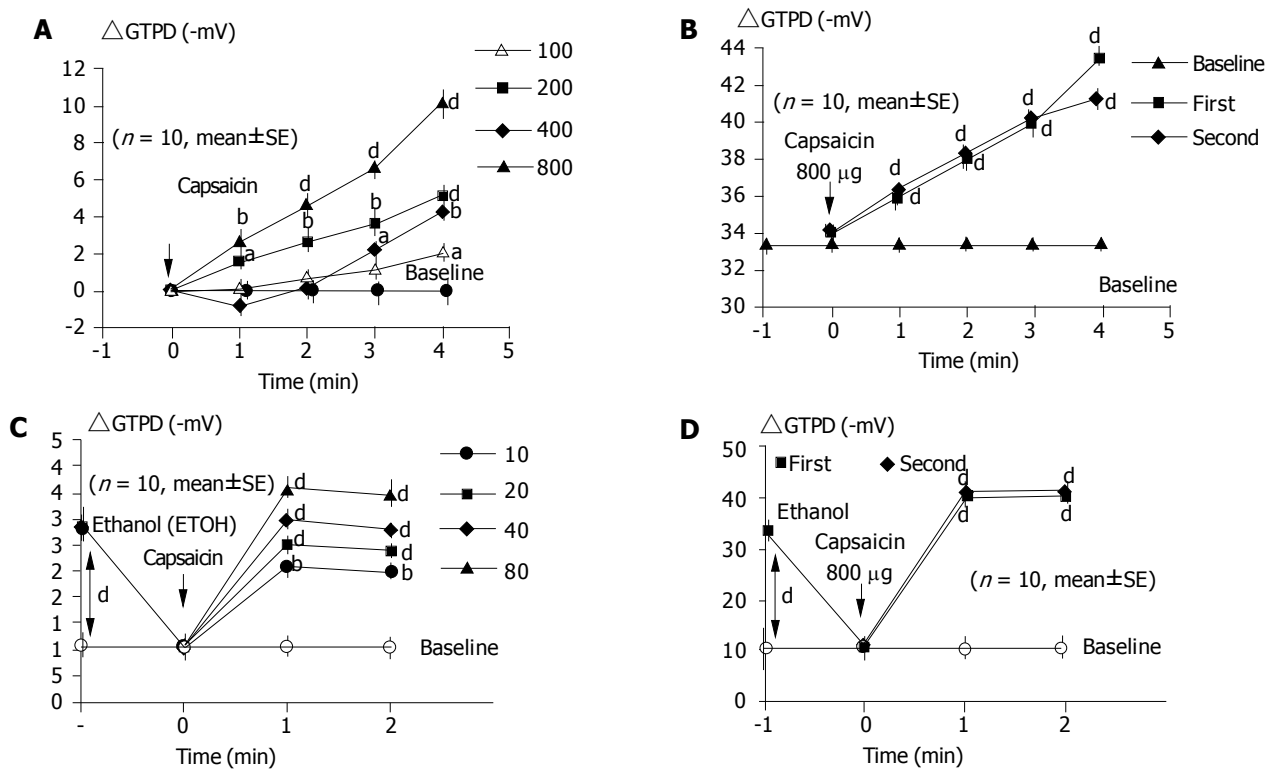 A
△GTPD (-mV)
100
200
400
800
12
10
8
6
4
2
0
-2
(n = 10, mean±SE)
Capsaicin
b
d
d
d
a
b
b
d
a
b
a
Baseline
-1
0
1
2
3
4
5
Time (min)
B
△GTPD (-mV)
Baseline
First
Second
44
42
40
38
36
34
33
32
30
(n = 10, mean±SE)
Capsaicin
800 µg
d
d
d
d
d
d
d
d
Baseline
-1
0
1
2
3
4
5
Time (min)
C
△GTPD (-mV)
10
20
40
80
5
4
4
3
3
2
2
1
1
5
0
(n = 10, mean±SE)
Ethanol (ETOH)
Capsaicin
d
d
d
d
b
d
d
d
b
Baseline
-
0
1
2
Time (min)
D
△GTPD (-mV)
First
Second
50
40
30
20
10
0
Ethanol
Capsaicin
800 µg
d
d
d
d
d
(n = 10, mean±SE)
Baseline
-1
0
1
2
Time (min)